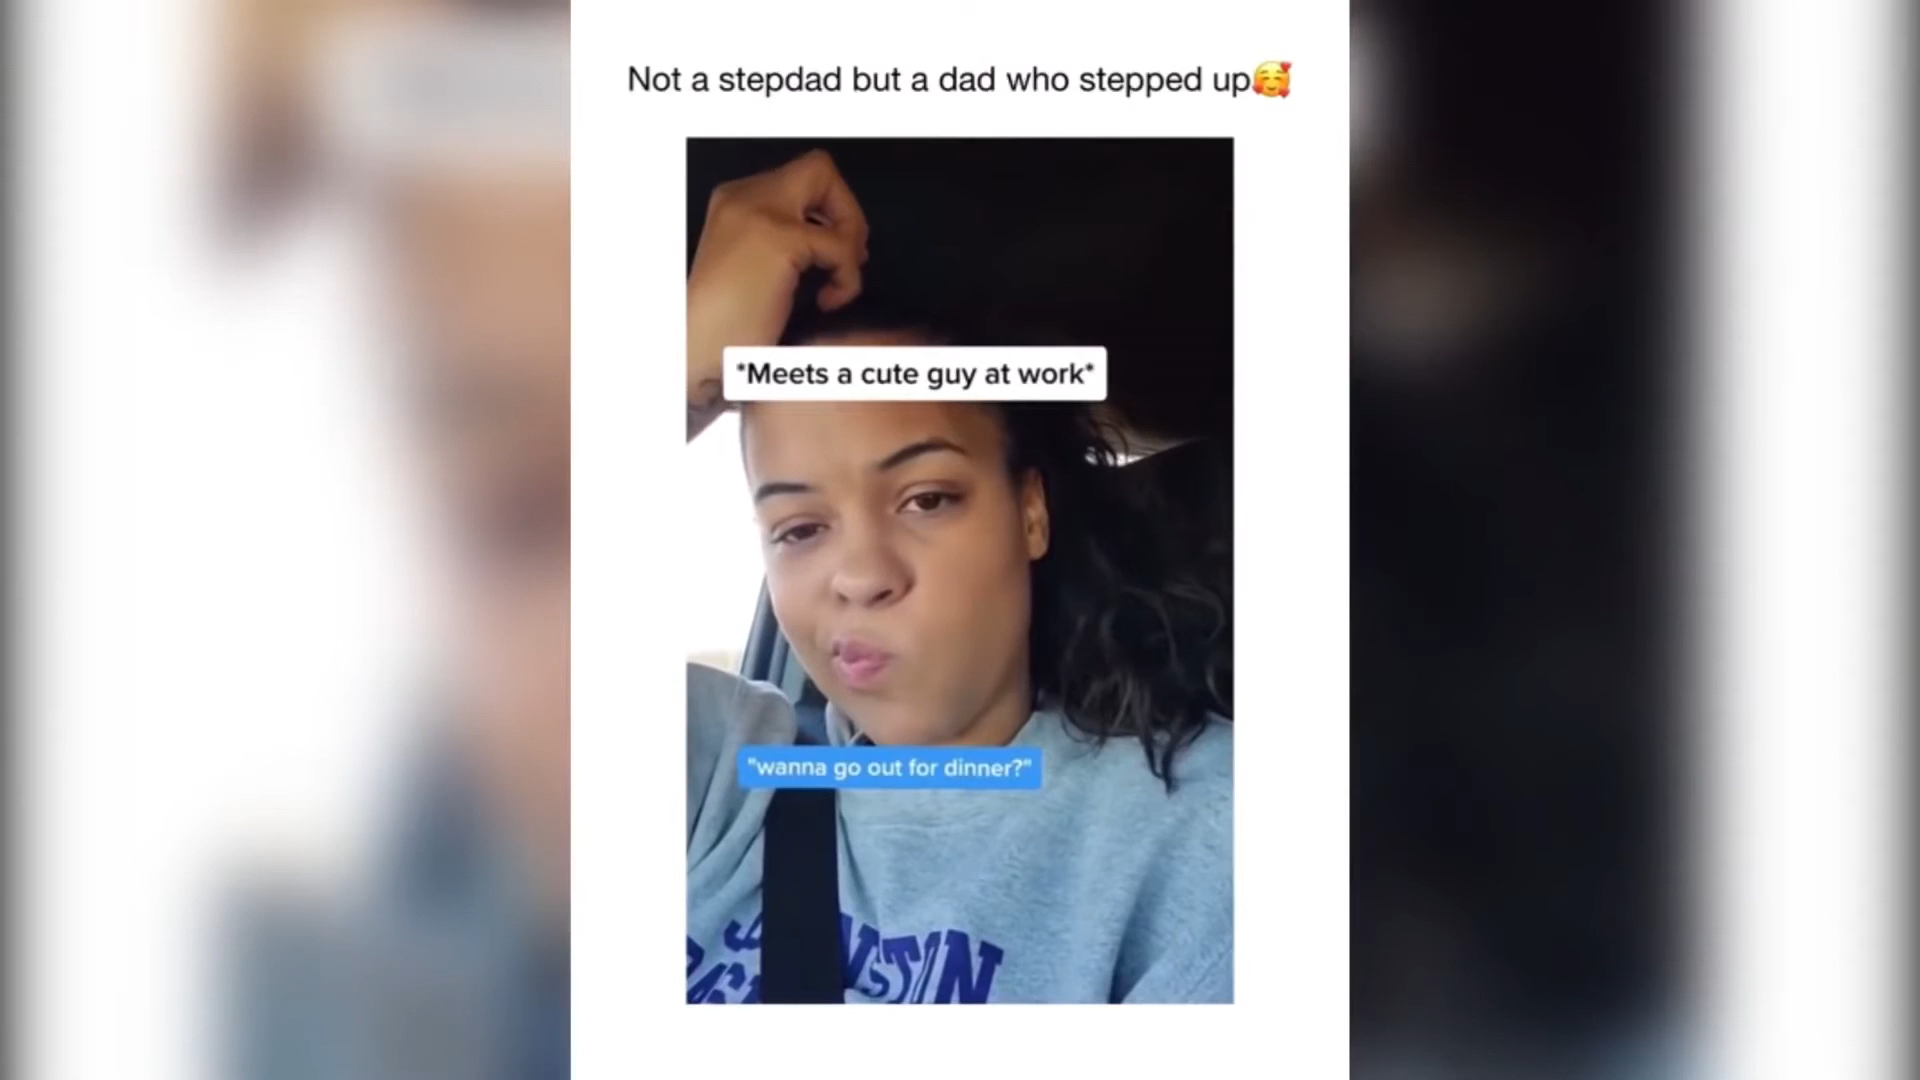 Not a stepdad but a dad who stepped up🥰
*Meets a cute guy at work*
"wanna go out for dinner?"